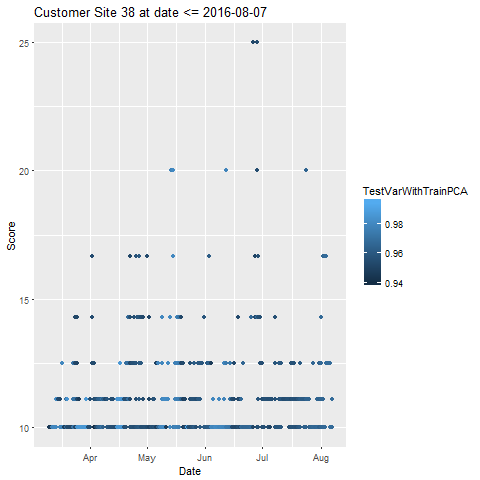 Customer Site 38 at date <= 2016-08-07
25
20
15
10
Score
Apr May Jun Jul Aug
Date
TestVarWithTrainPCA
0.98
0.96
0.94